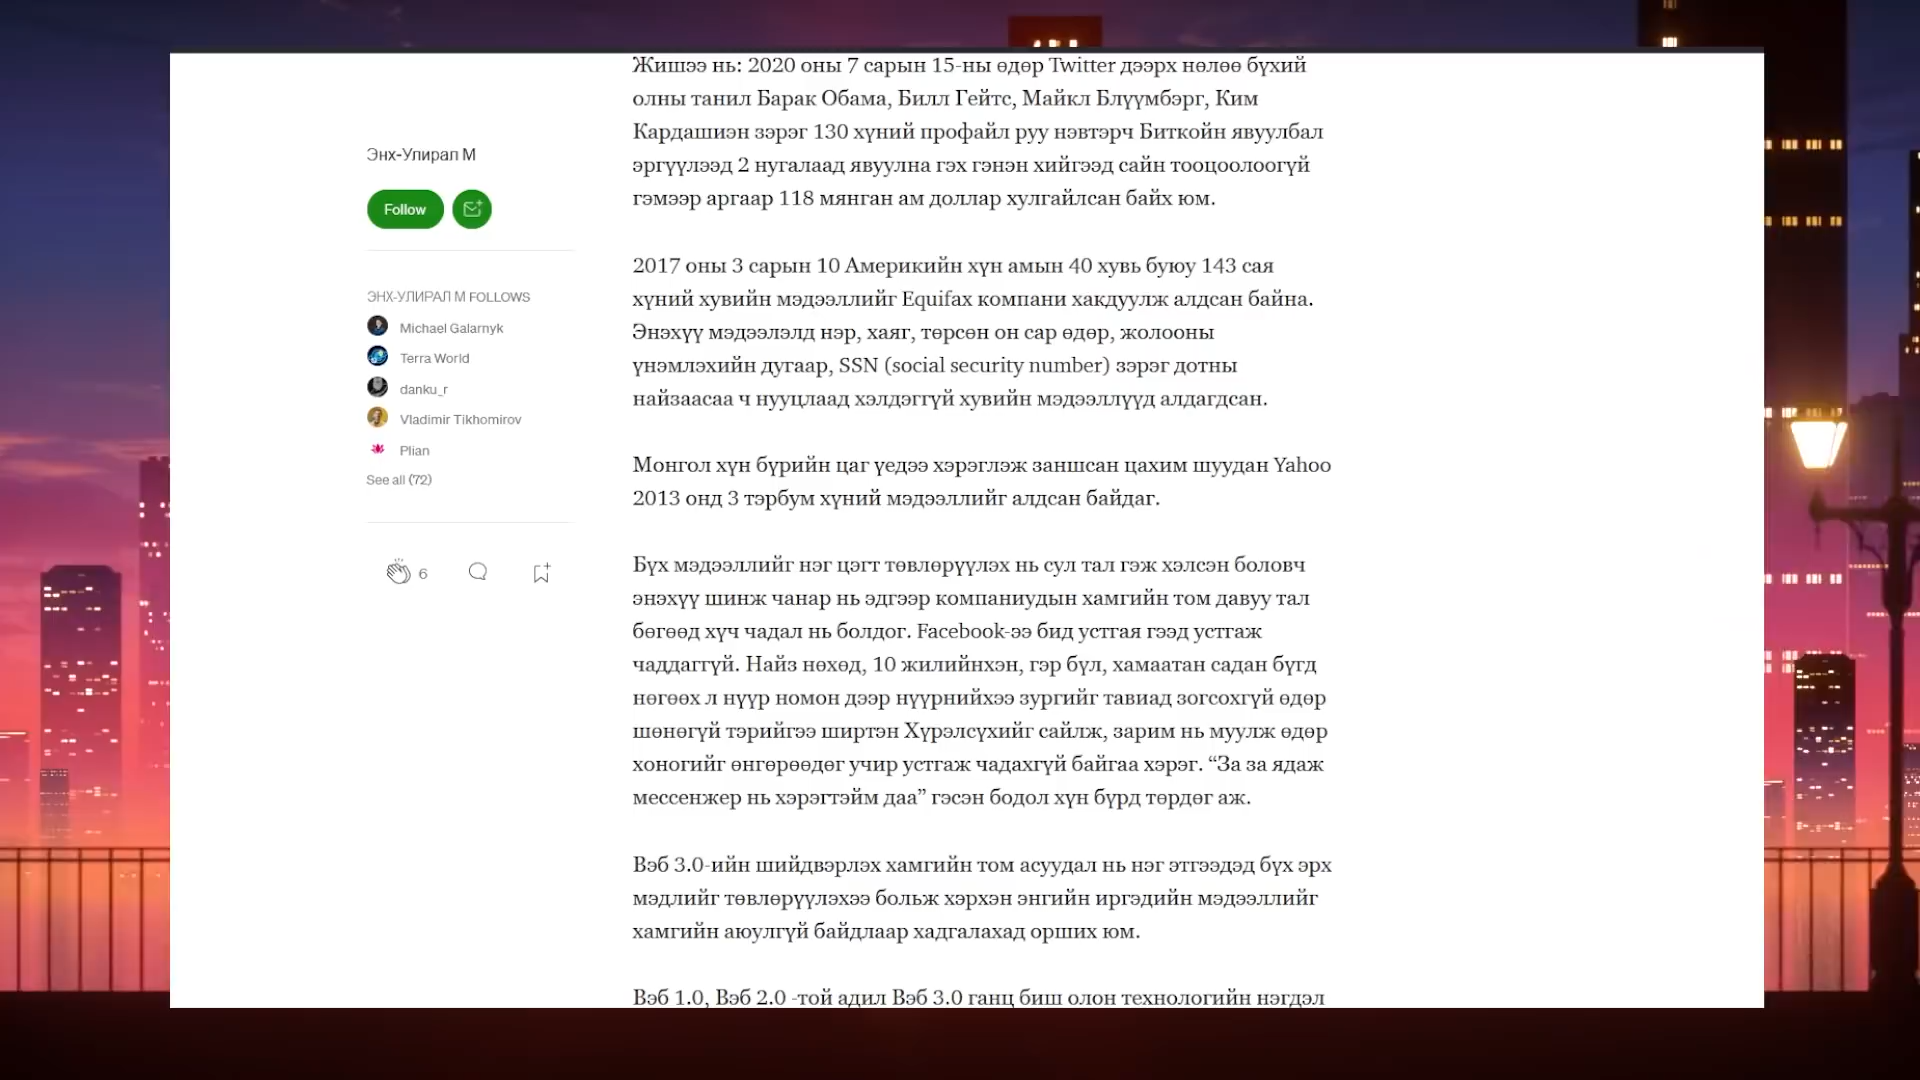 Энх-Улирал М
Follow
ЭНХ-УЛИРАЛ М FOLLOWS
Michael Galarnyk
Terra World
danku_r
Vladimir Tikhomirov
Plian
See all (72)
6
Жишээ нь: 2020 оны 7 сарын 15-ны өдөр Twitter дээрх нөлөө бүхий
олны танил Барак Обама, Билл Гейтс, Майкл Блүүмбэрг, Ким
Кардашиэн зэрэг 130 хүний профайл руу нэвтэрч Биткойн явуулбал
эргүүлээд 2 нугалаад явуулна гэх гэнэн хийгээд сайн тооцоолоогүй
гэмээр аргаар 118 мянган ам доллар хулгайлсан байх юм.
2017 оны 3 сарын 10 Америкийн хүн амын 40 хувь буюу 143 сая
хүний хувийн мэдээллийг Equifax компани хакдуулж алдсан байна.
Энэхүү мэдээлэлд нэр, хаяг, төрсөн он сар өдөр, жолооны
үнэмлэхийн дугаар, SSN (social security number) зэрэг дотны
найзаасаа ч нууцлаад хэлдэггүй хувийн мэдээллүүд алдагдсан.
Монгол хүн бүрийн цаг үедээ хэрэглэж заншсан цахим шуудан Yahoo
2013 онд 3 тэрбум хүний мэдээллийг алдсан байдаг.
Бүх мэдээллийг нэг цэгт төвлөрүүлэх нь сул тал гэж хэлсэн боловч
энэхүү шинж чанар нь эдгээр компаниудын хамгийн том давуу тал
бөгөөд хүч чадал нь болдог. Facebook-ээ бид устгая гээд устгаж
чаддаггүй. Найз нөхөд, 10 жилийнхэн, гэр бүл, хамаатан садан бүгд
нөгөөх л нүүр номон дээр нүүрнийхээ зургийг тавиад зогсохгүй өдөр
шөнөгүй тэрийгээ ширтэн Хүрэлсүхийг сайлж, зарим нь муулж өдөр
хоногийг өнгөрөөдөг учир устгаж чадахгүй байгаа хэрэг. “За за ядаж
мессенжер нь хэрэгтэйм даа” гэсэн бодол хүн бүрд төрдөг аж.
Вэб 3.0-ийн шийдвэрлэх хамгийн том асуудал нь нэг этгээдэд бүх эрх
мэдлийг төвлөрүүлэхээ больж хэрхэн энгийн иргэдийн мэдээллийг
хамгийн аюулгүй байдлаар хадгалахад орших юм.
Вэб 1.0, Вэб 2.0 -той адил Вэб 3.0 ганц биш олон технологийн нэгдэл